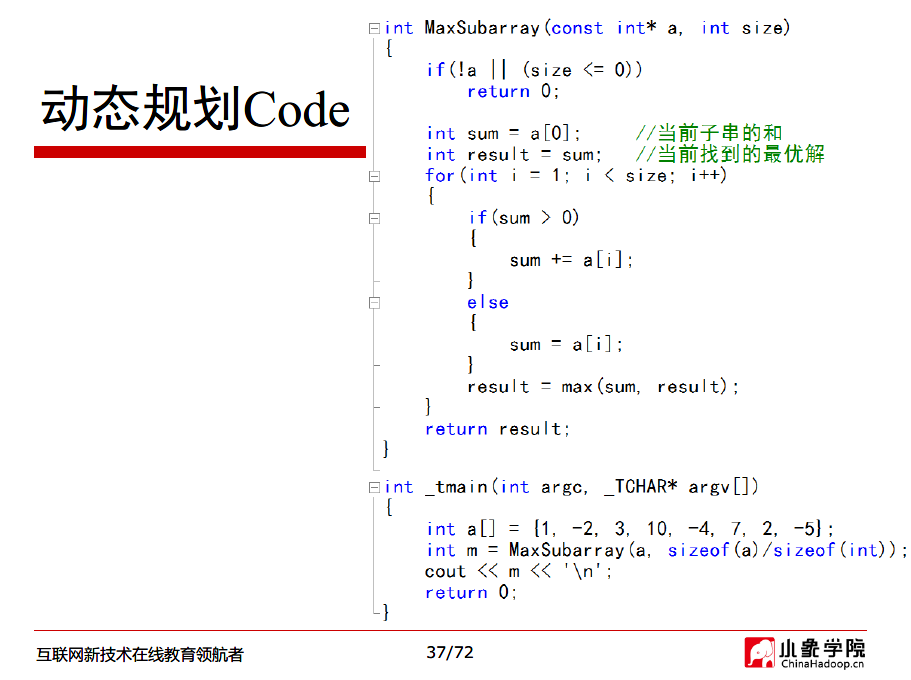 动态规划Code
int MaxSubarray(const int* a, int size)
{
    if(!a || (size <= 0))
        return 0;

    int sum = a[0];     //当前子串的和
    int result = sum;   //当前找到的最优解
    for(int i = 1; i < size; i++)
    {
        if(sum > 0)
        {
            sum += a[i];
        }
        else
        {
            sum = a[i];
        }
        result = max(sum, result);
    }
    return result;
}

int _tmain(int argc, _TCHAR* argv[])
{
    int a[] = {1, -2, 3, 10, -4, 7, 2, -5};
    int m = MaxSubarray(a, sizeof(a)/sizeof(int));
    cout << m << '\n';
    return 0;
}
互联网新技术在线教育领航者
37/72
小象学院
ChinaHadoop.cn